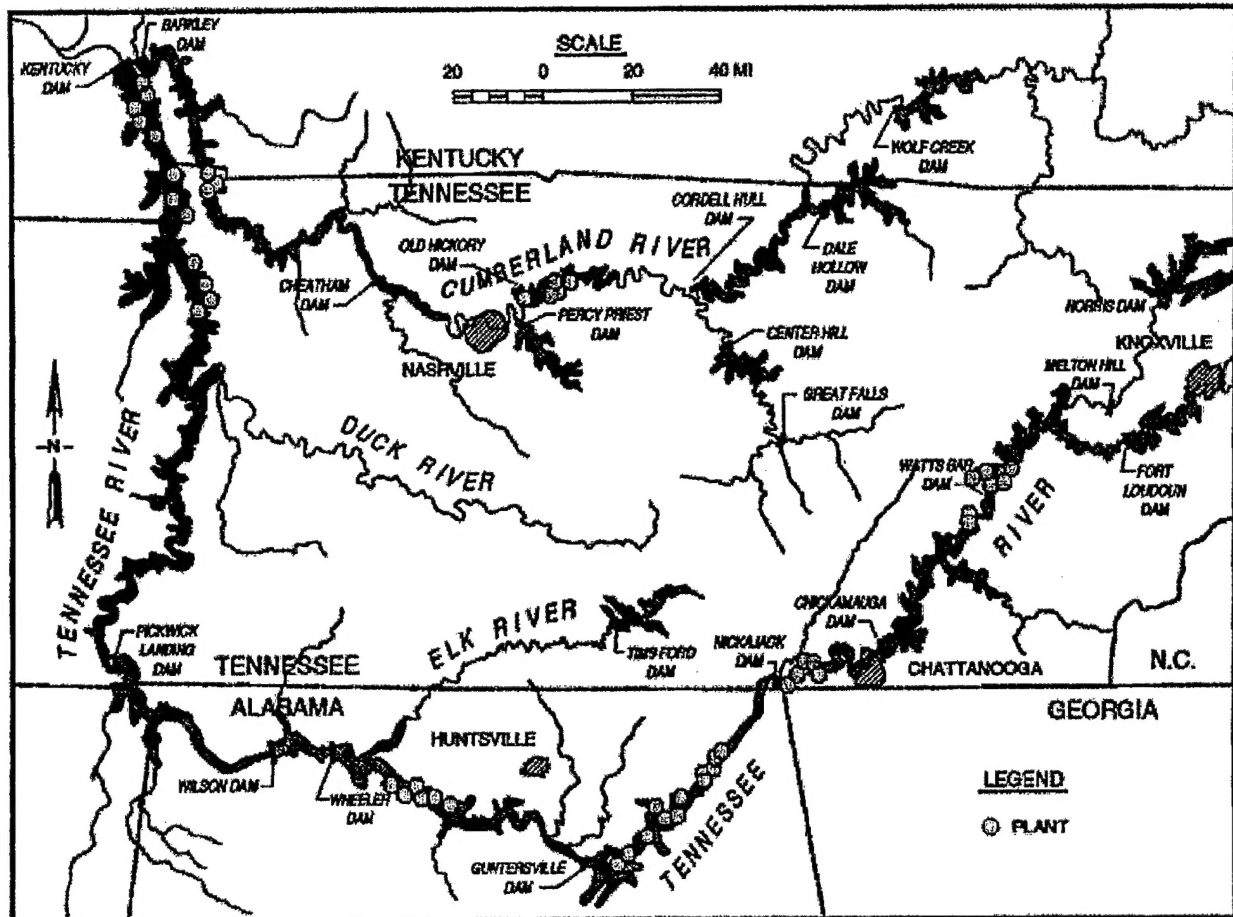 BARKLEY
DAM
KENTUCKY
DAM
SCALE
20 0 20 40 MI
WOLF CREEK
DAM
KENTUCKY
TENNESSEE
CORDELL HULL
DAM
OLD HICKORY
DAM
CUMBERLAND RIVER
DALE
HOLLOW
DAM
CHEATHAM
DAM
PERCY PRIEST
DAM
NORRIS DAM
CENTER HILL
DAM
KNOXVILLE
NASHVILLE
MELTON HILL
DAM
GREAT FALLS
DAM
-N-
DUCK RIVER
WATTS BAR
DAM
FORT
LOUDOUN
DAM
TENNESSEE RIVER
RIVER
CHICKAMAUGA
DAM
PICKWICK
LANDING
DAM
ELK RIVER
TIMS FORD
DAM
NICKAJACK
DAM
TENNESSEE
CHATTANOOGA
N.C.
ALABAMA
GEORGIA
HUNTSVILLE
WILSON DAM
WHEELER
DAM
TENNESSEE
LEGEND
PLANT
GUNTERSVILLE
DAM